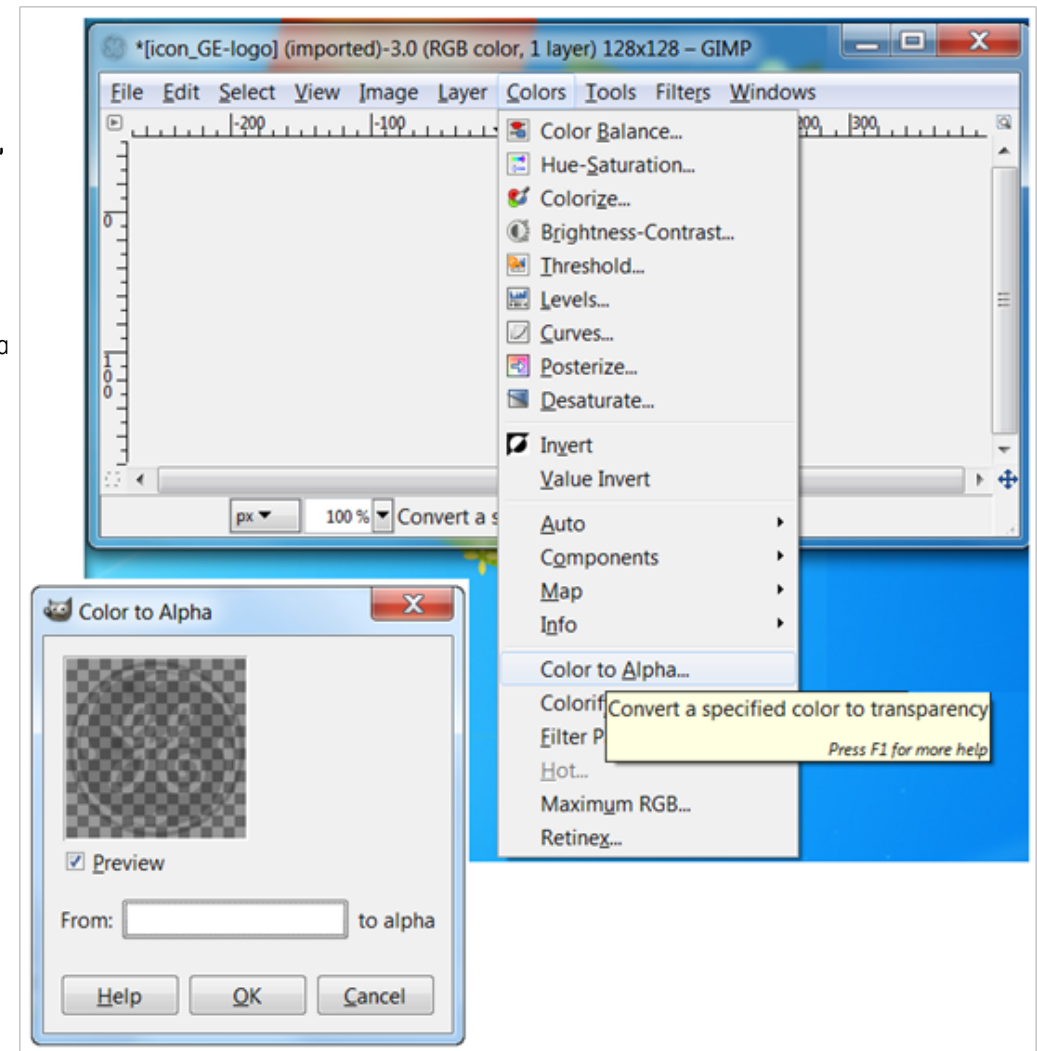 *[icon_GE-logo] (imported)-3.0 (RGB color, 1 layer) 128x128 – GIMP
File Edit Select View Image Layer Colors Tools Filters Windows
-200 -100 200 300
0
100
Color Balance...
Hue-Saturation...
Colorize...
Brightness-Contrast...
Threshold...
Levels...
Curves...
Posterize...
Desaturate...
Invert
Value Invert
px 100 % Convert a s
Auto
Components
Map
Info
Color to Alpha...
Colorif
Convert a specified color to transparency
Filter P
Press F1 for more help
Hot...
Maximum RGB...
Retinex...
Color to Alpha
Preview
From: to alpha
Help OK Cancel
a